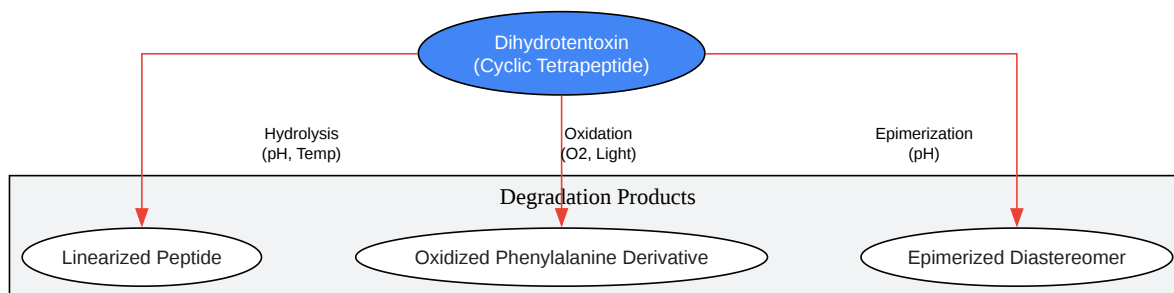 Dihydrotentoxin
(Cyclic Tetrapeptide)
Hydrolysis
(pH, Temp)
Oxidation
(O2, Light)
Epimerization
(pH)
Degradation Products
Linearized Peptide
Oxidized Phenylalanine Derivative
Epimerized Diastereomer